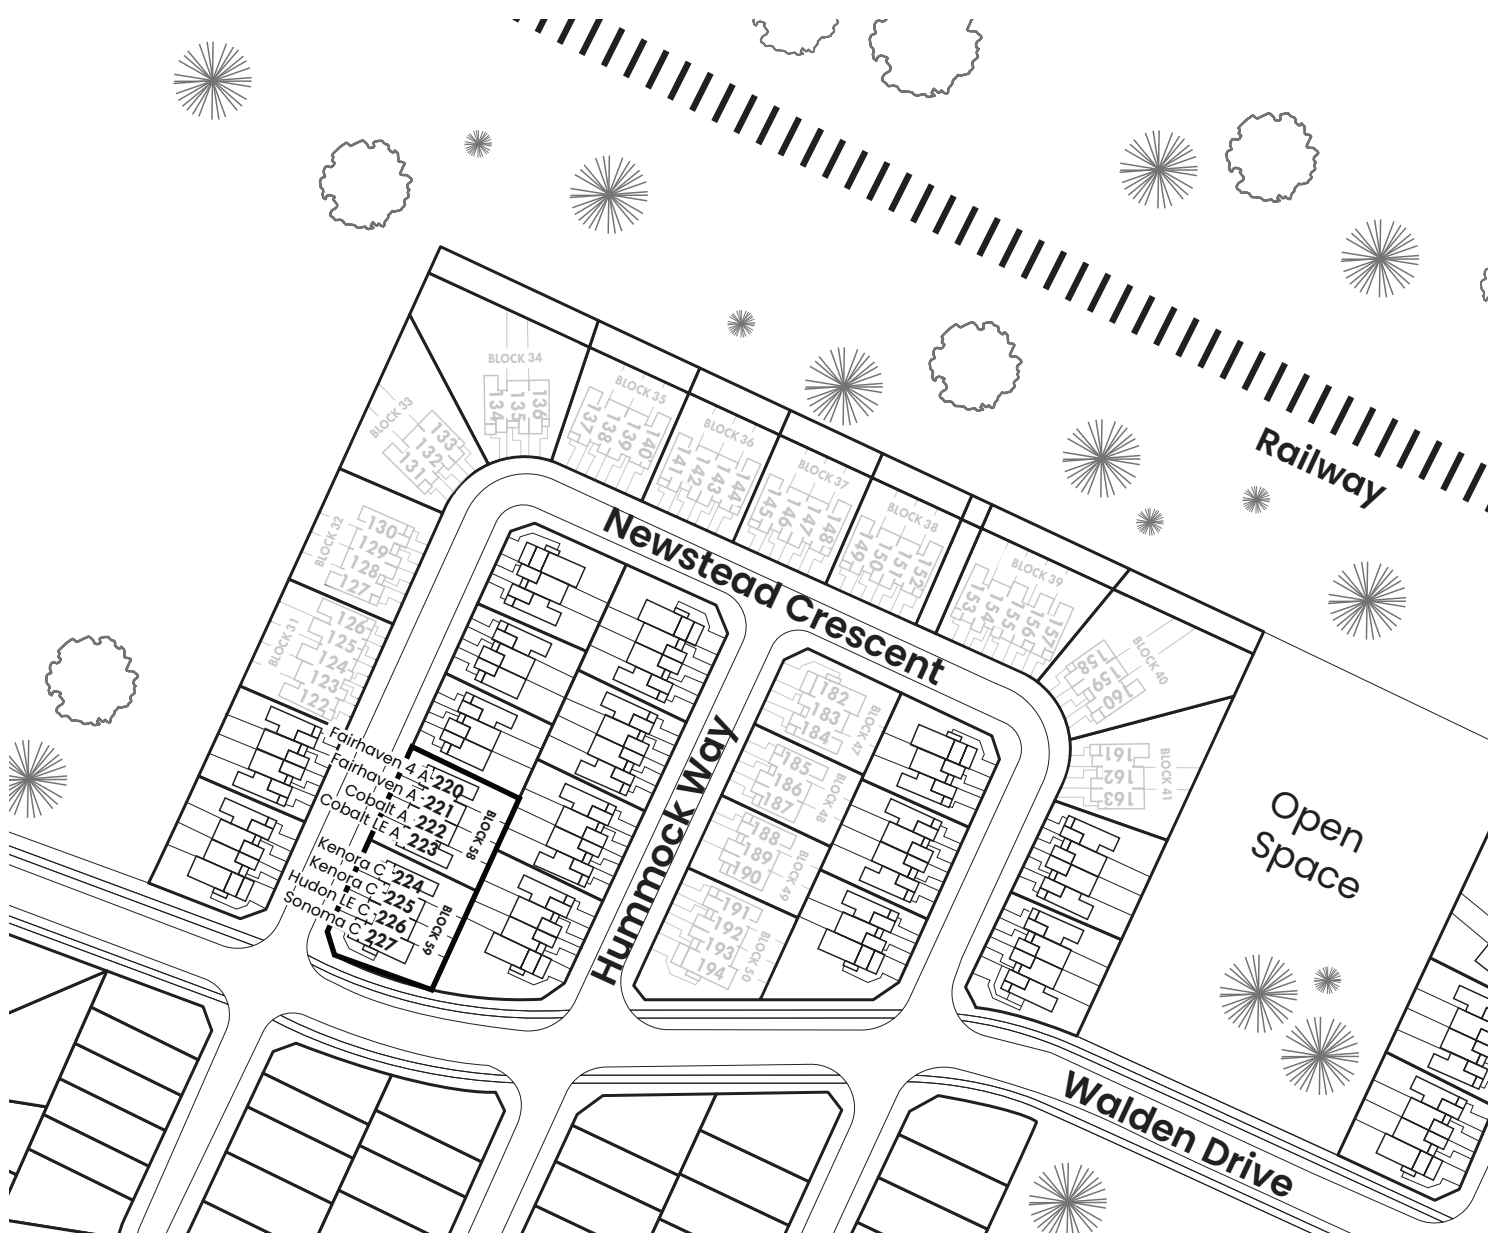 Railway
BLOCK 34
134
135
136
BLOCK 33
133
132
131
BLOCK 35
137
138
139
140
BLOCK 36
141
142
143
144
BLOCK 37
145
146
147
148
BLOCK 38
149
150
151
152
BLOCK 39
153
154
155
156
157
BLOCK 40
158
159
160
BLOCK 41
161
162
163
BLOCK 32
130
129
128
127
BLOCK 31
126
125
124
123
122
Newstead Crescent
Hummock Way
BLOCK 47
182
183
184
BLOCK 48
185
186
187
BLOCK 49
188
189
190
BLOCK 50
191
192
193
194
Fairhaven 4 A 220
Fairhaven A 221
Cobalt A 222
Cobalt LE A 223
BLOCK 58
Kenora C 224
Kenora C 225
Hudon LE C 226
Sonoma C 227
BLOCK 59
Open
Space
Walden Drive